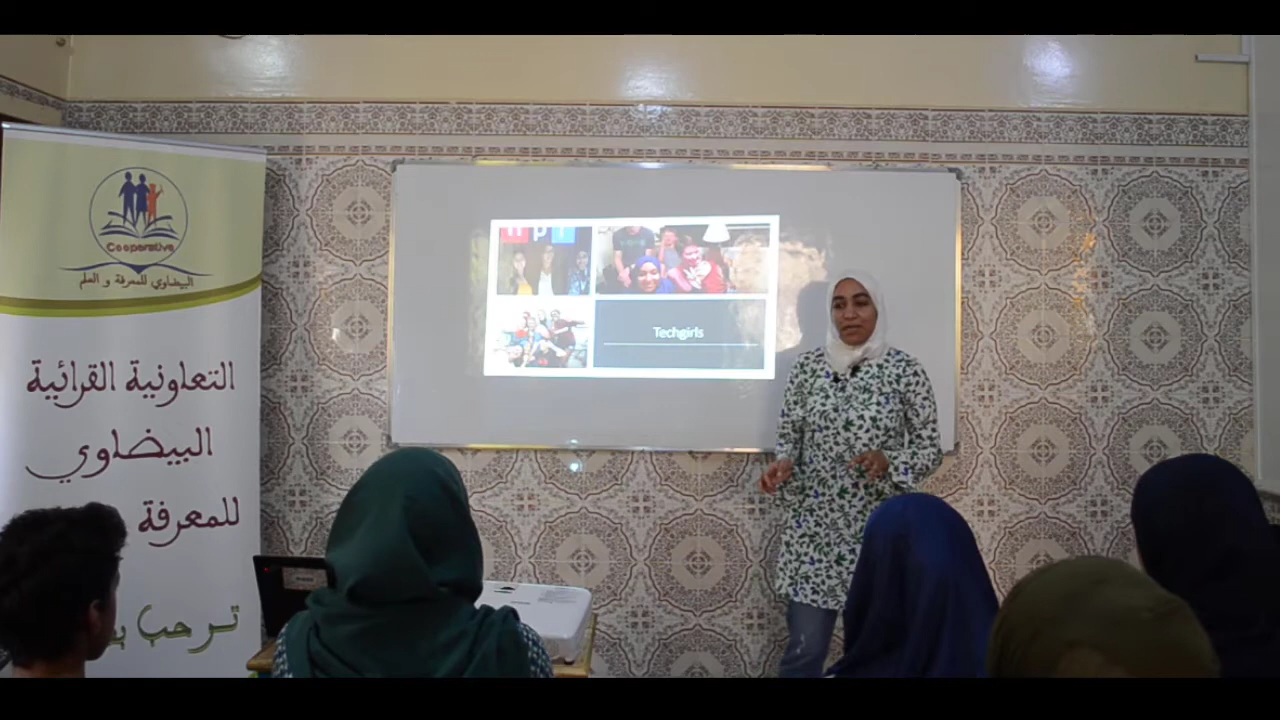 Cooperative
البيضاوي للمعرفة و العلم
التعاونية القرائية
البيضاوي
للمعرفة
ترحب ب
npr
Techgirls